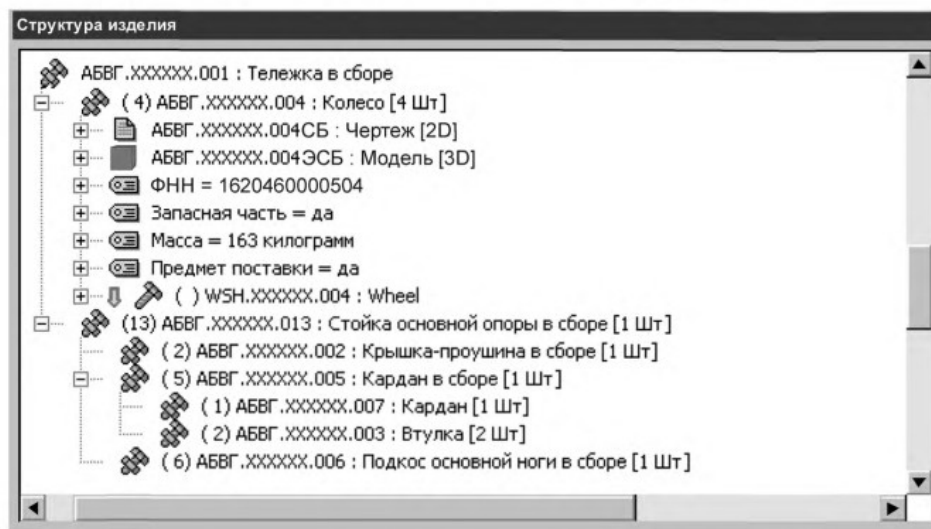 Структура изделия
АБВГ.XXXXXX.001 : Тележка в сборе
( 4) АБВГ.XXXXXX.004 : Колесо [4 Шт]
АБВГ.XXXXXX.004СБ : Чертеж [2D]
АБВГ.XXXXXX.004ЭСБ : Модель [3D]
ФНН = 1620460000504
Запасная часть = да
Масса = 163 килограмм
Предмет поставки = да
( ) WSH.XXXXXX.004 : Wheel
(13) АБВГ.XXXXXX.013 : Стойка основной опоры в сборе [1 Шт]
( 2) АБВГ.XXXXXX.002 : Крышка-проушина в сборе [1 Шт]
( 5) АБВГ.XXXXXX.005 : Кардан в сборе [1 Шт]
( 1) АБВГ.XXXXXX.007 : Кардан [1 Шт]
( 2) АБВГ.XXXXXX.003 : Втулка [2 Шт]
( 6) АБВГ.XXXXXX.006 : Подкос основной ноги в сборе [1 Шт]